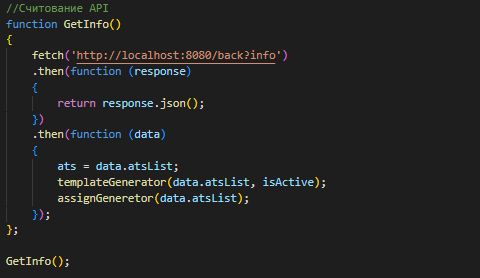 //Считование API
function GetInfo()
{
    fetch('http://localhost:8080/back?info')
    .then(function (response)
    {
        return response.json();
    })
    .then(function (data)
    {
        ats = data.atsList;
        templateGenerator(data.atsList, isActive);
        assignGeneretor(data.atsList);
    });
};
GetInfo();